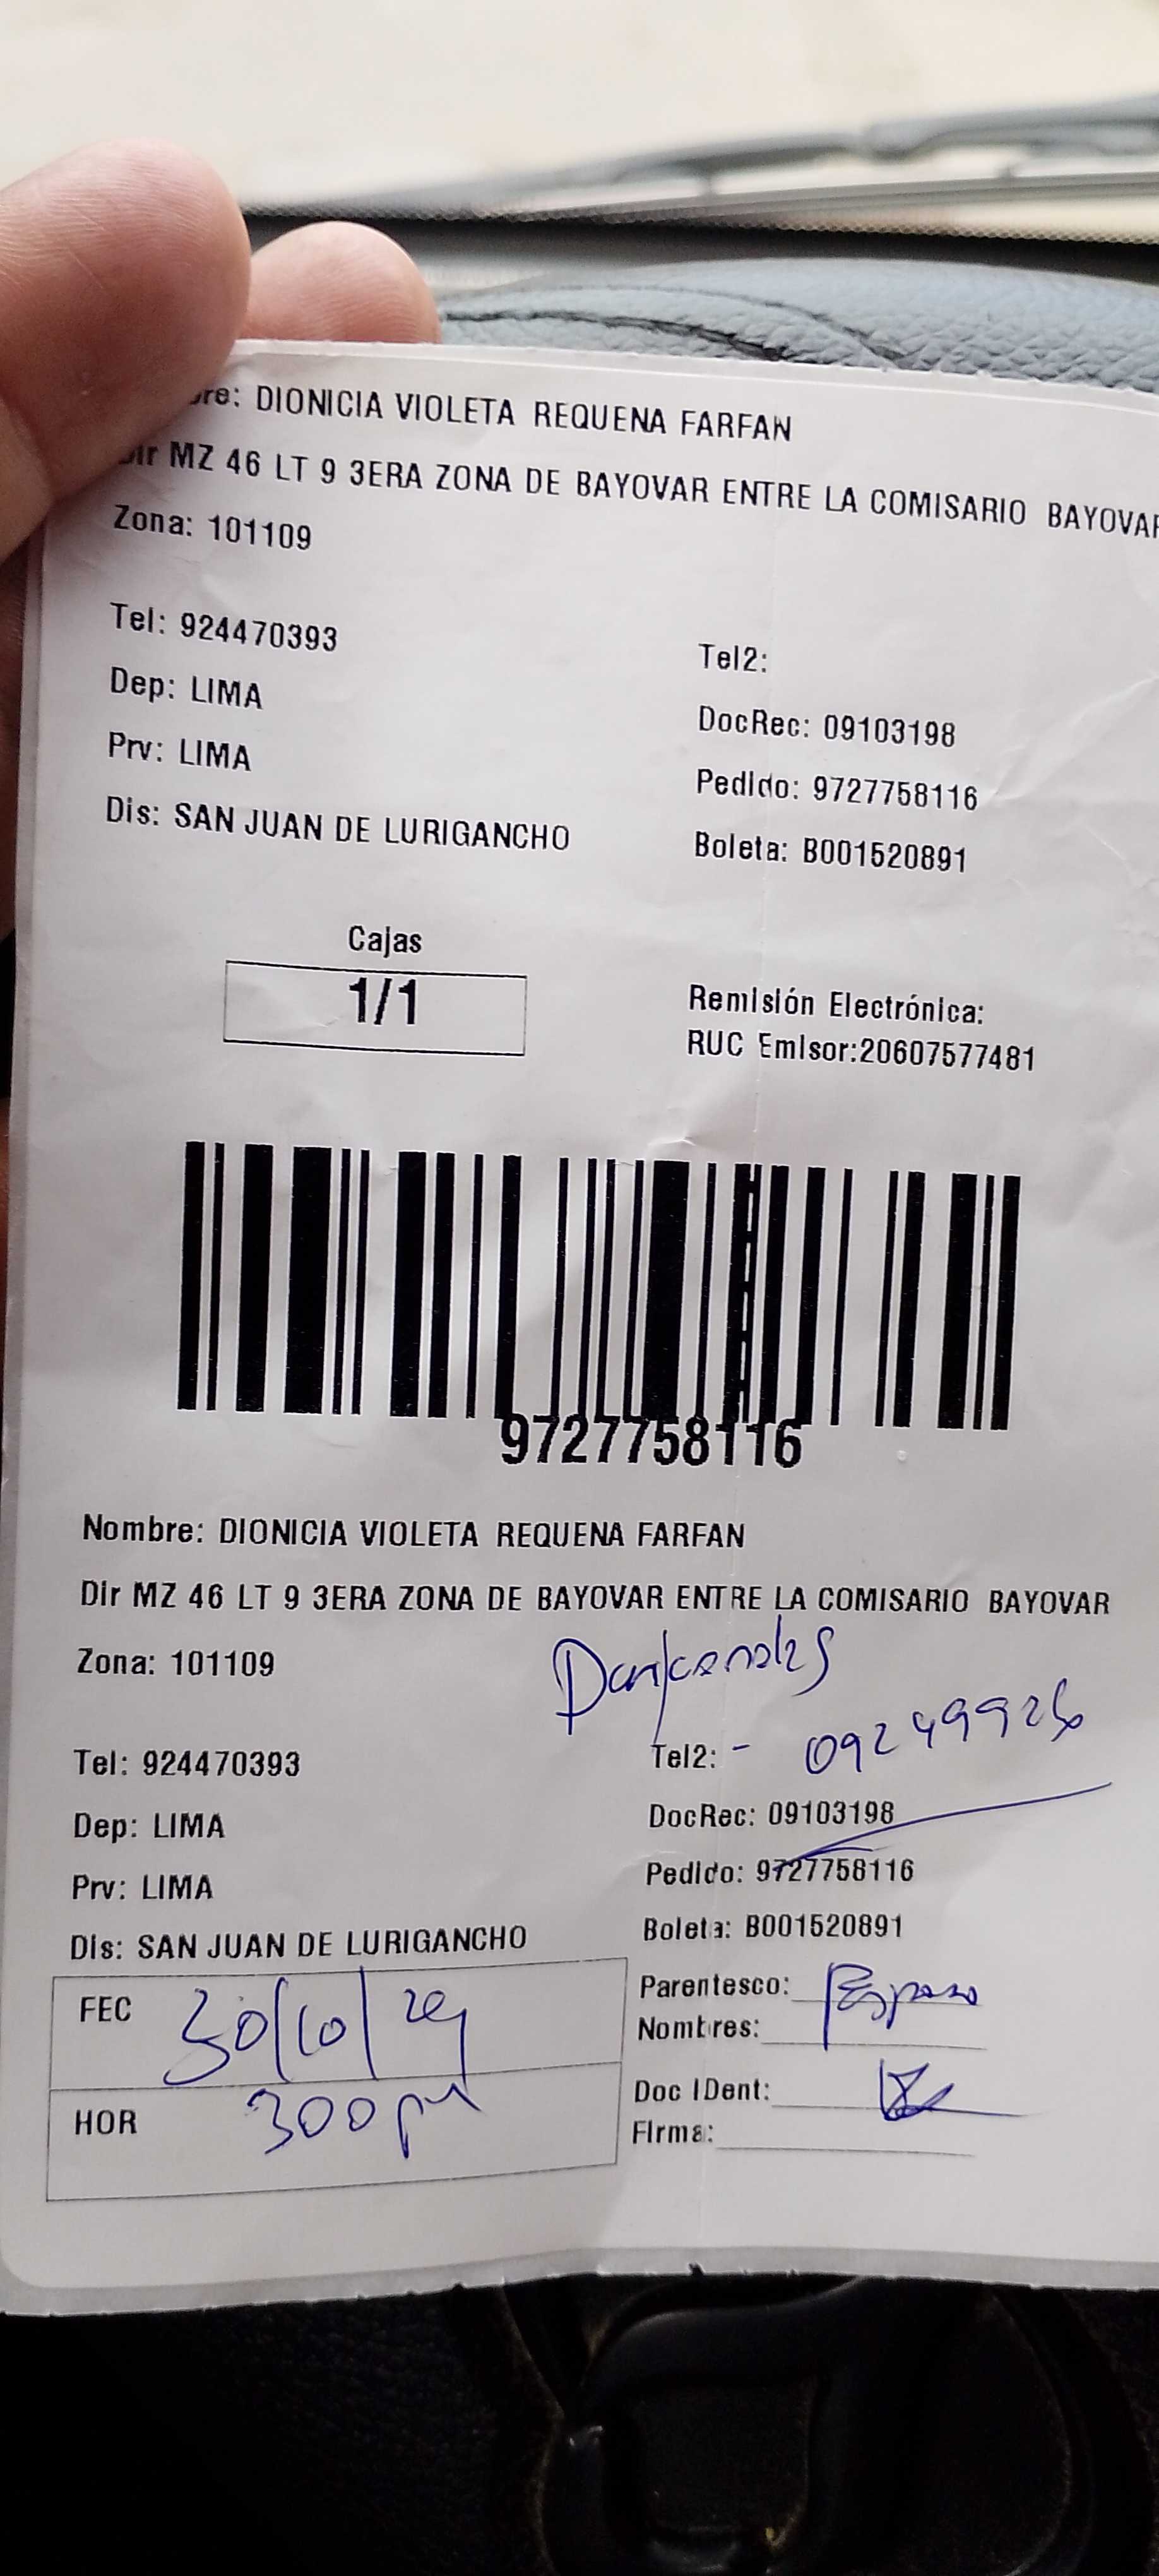 re: DIONICIA VIOLETA REQUENA FARFAN
Dir MZ 46 LT 9 3ERA ZONA DE BAYOVAR ENTRE LA COMISARIO BAYOVAR
Zona: 101109
Tel: 924470393
Tel2:
Dep: LIMA
DocRec: 09103198
Prv: LIMA
Pedido: 9727758116
Dis: SAN JUAN DE LURIGANCHO
Boleta: B001520891
Cajas
1/1
Remisión Electrónica:
RUC Emisor:20607577481
9727758116
Nombre: DIONICIA VIOLETA REQUENA FARFAN
Dir MZ 46 LT 9 3ERA ZONA DE BAYOVAR ENTRE LA COMISARIO BAYOVAR
Zona: 101109
Tel: 924470393
Tel2: -
Dep: LIMA
DocRec: 09103198
Prv: LIMA
Pedido: 9727758116
Dis: SAN JUAN DE LURIGANCHO
Boleta: B001520891
FEC 30/10/24
Parentesco: Esposo
Nombres:
HOR 300 pm
Doc IDent:
Firma: